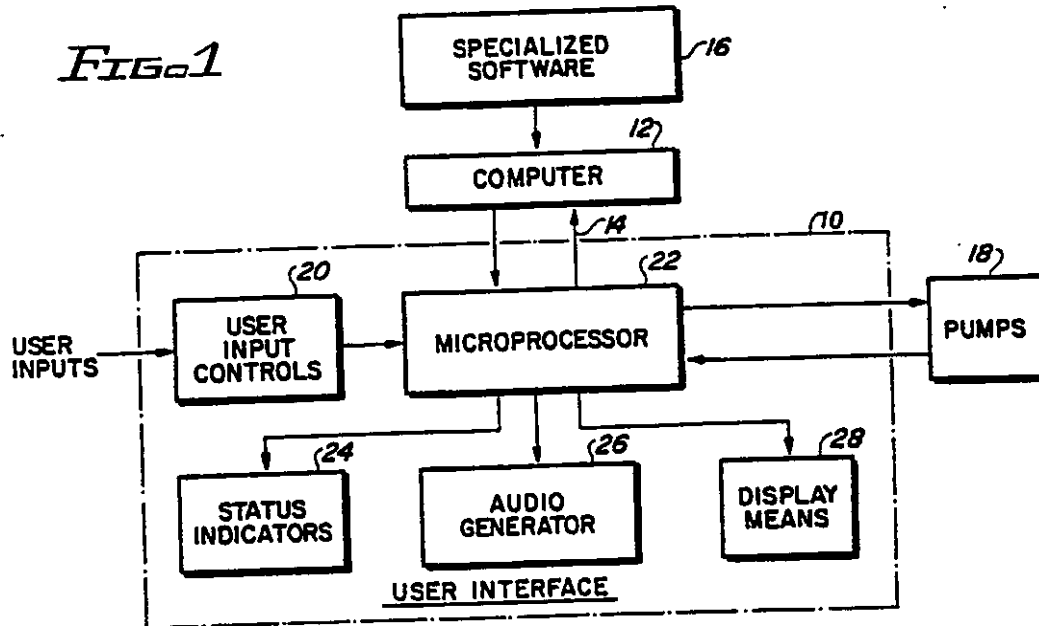 FIG. 1
SPECIALIZED
SOFTWARE
16
12
COMPUTER
14
10
20
22
18
USER
INPUTS
USER
INPUT
CONTROLS
MICROPROCESSOR
PUMPS
24
26
28
STATUS
INDICATORS
AUDIO
GENERATOR
DISPLAY
MEANS
USER INTERFACE